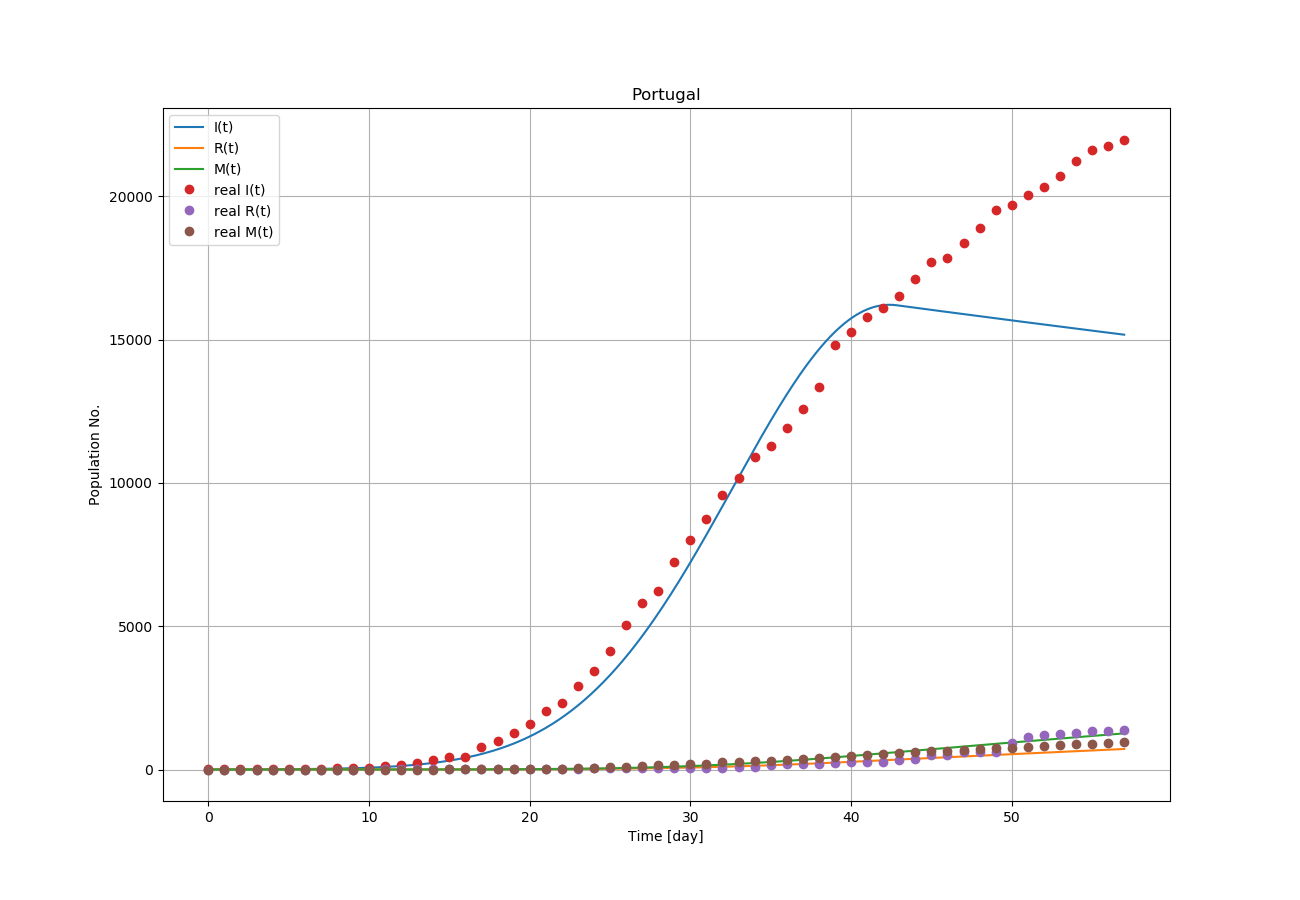 Portugal
I(t)
R(t)
M(t)
real I(t)
real R(t)
real M(t)
20000
15000
10000
5000
0
Population No.
0 10 20 30 40 50
Time [day]